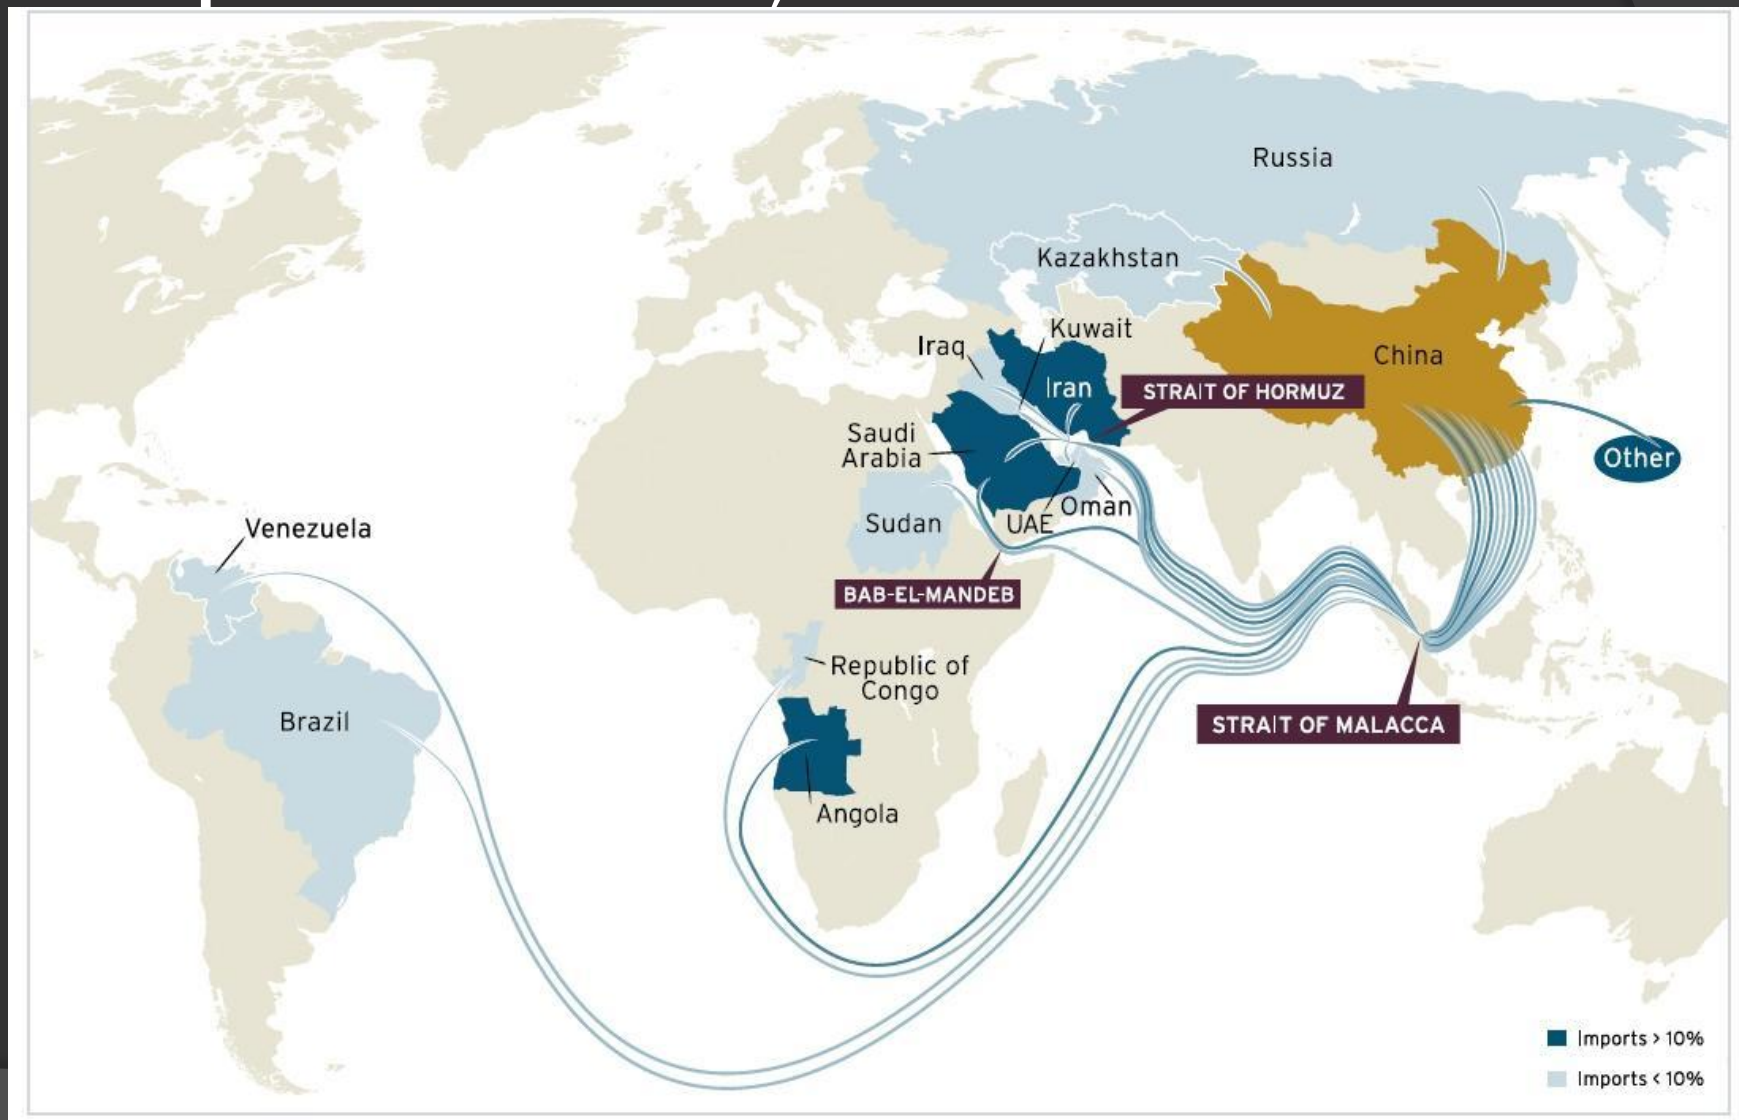 Russia
Kazakhstan
Kuwait
Iraq
Iran
China
STRAIT OF HORMUZ
Saudi
Arabia
Other
Oman
UAE
Sudan
Venezuela
BAB-EL-MANDEB
Republic of
Congo
Brazil
STRAIT OF MALACCA
Angola
Imports > 10%
Imports < 10%